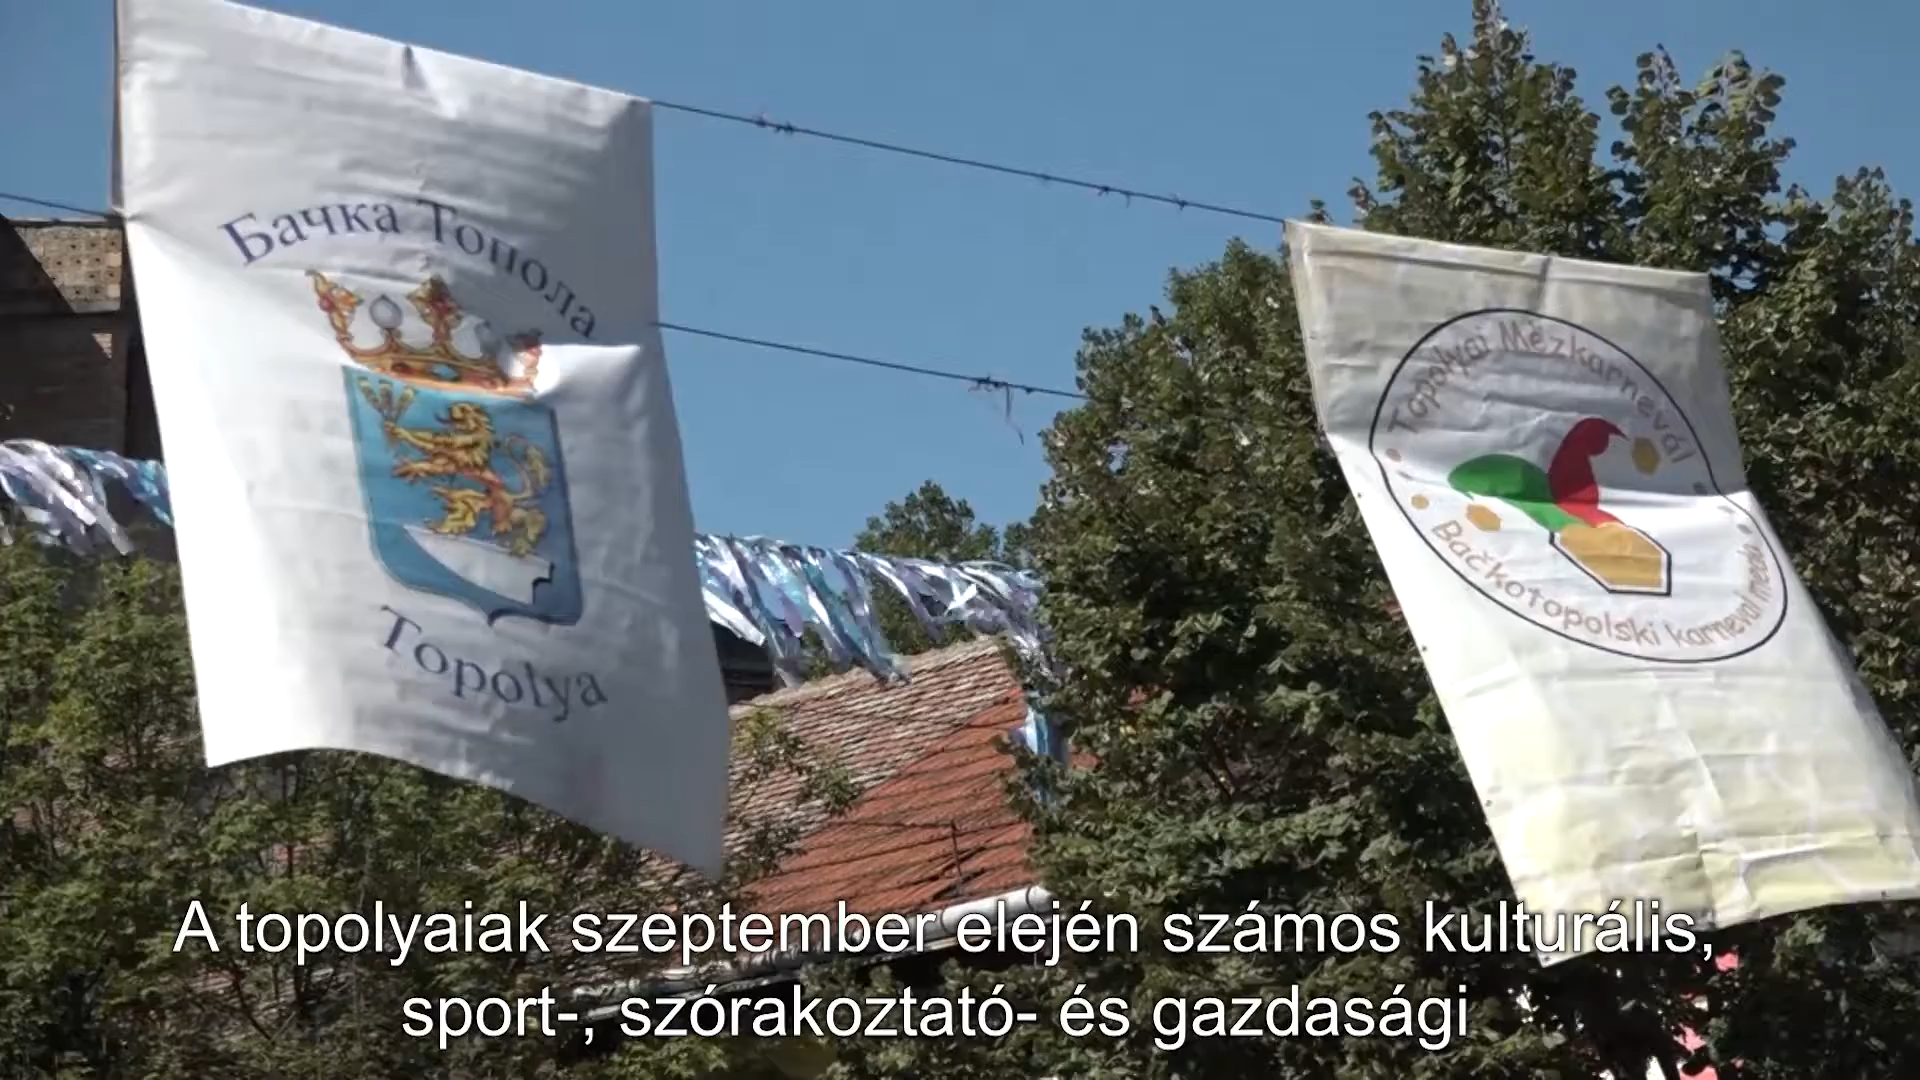 Бачка Топола
Topolya
Topolyai Mézkarnevál
Bačkotopolski karneval meda
A topolyaiak szeptember elején számos kulturális,
sport-, szórakoztató- és gazdasági